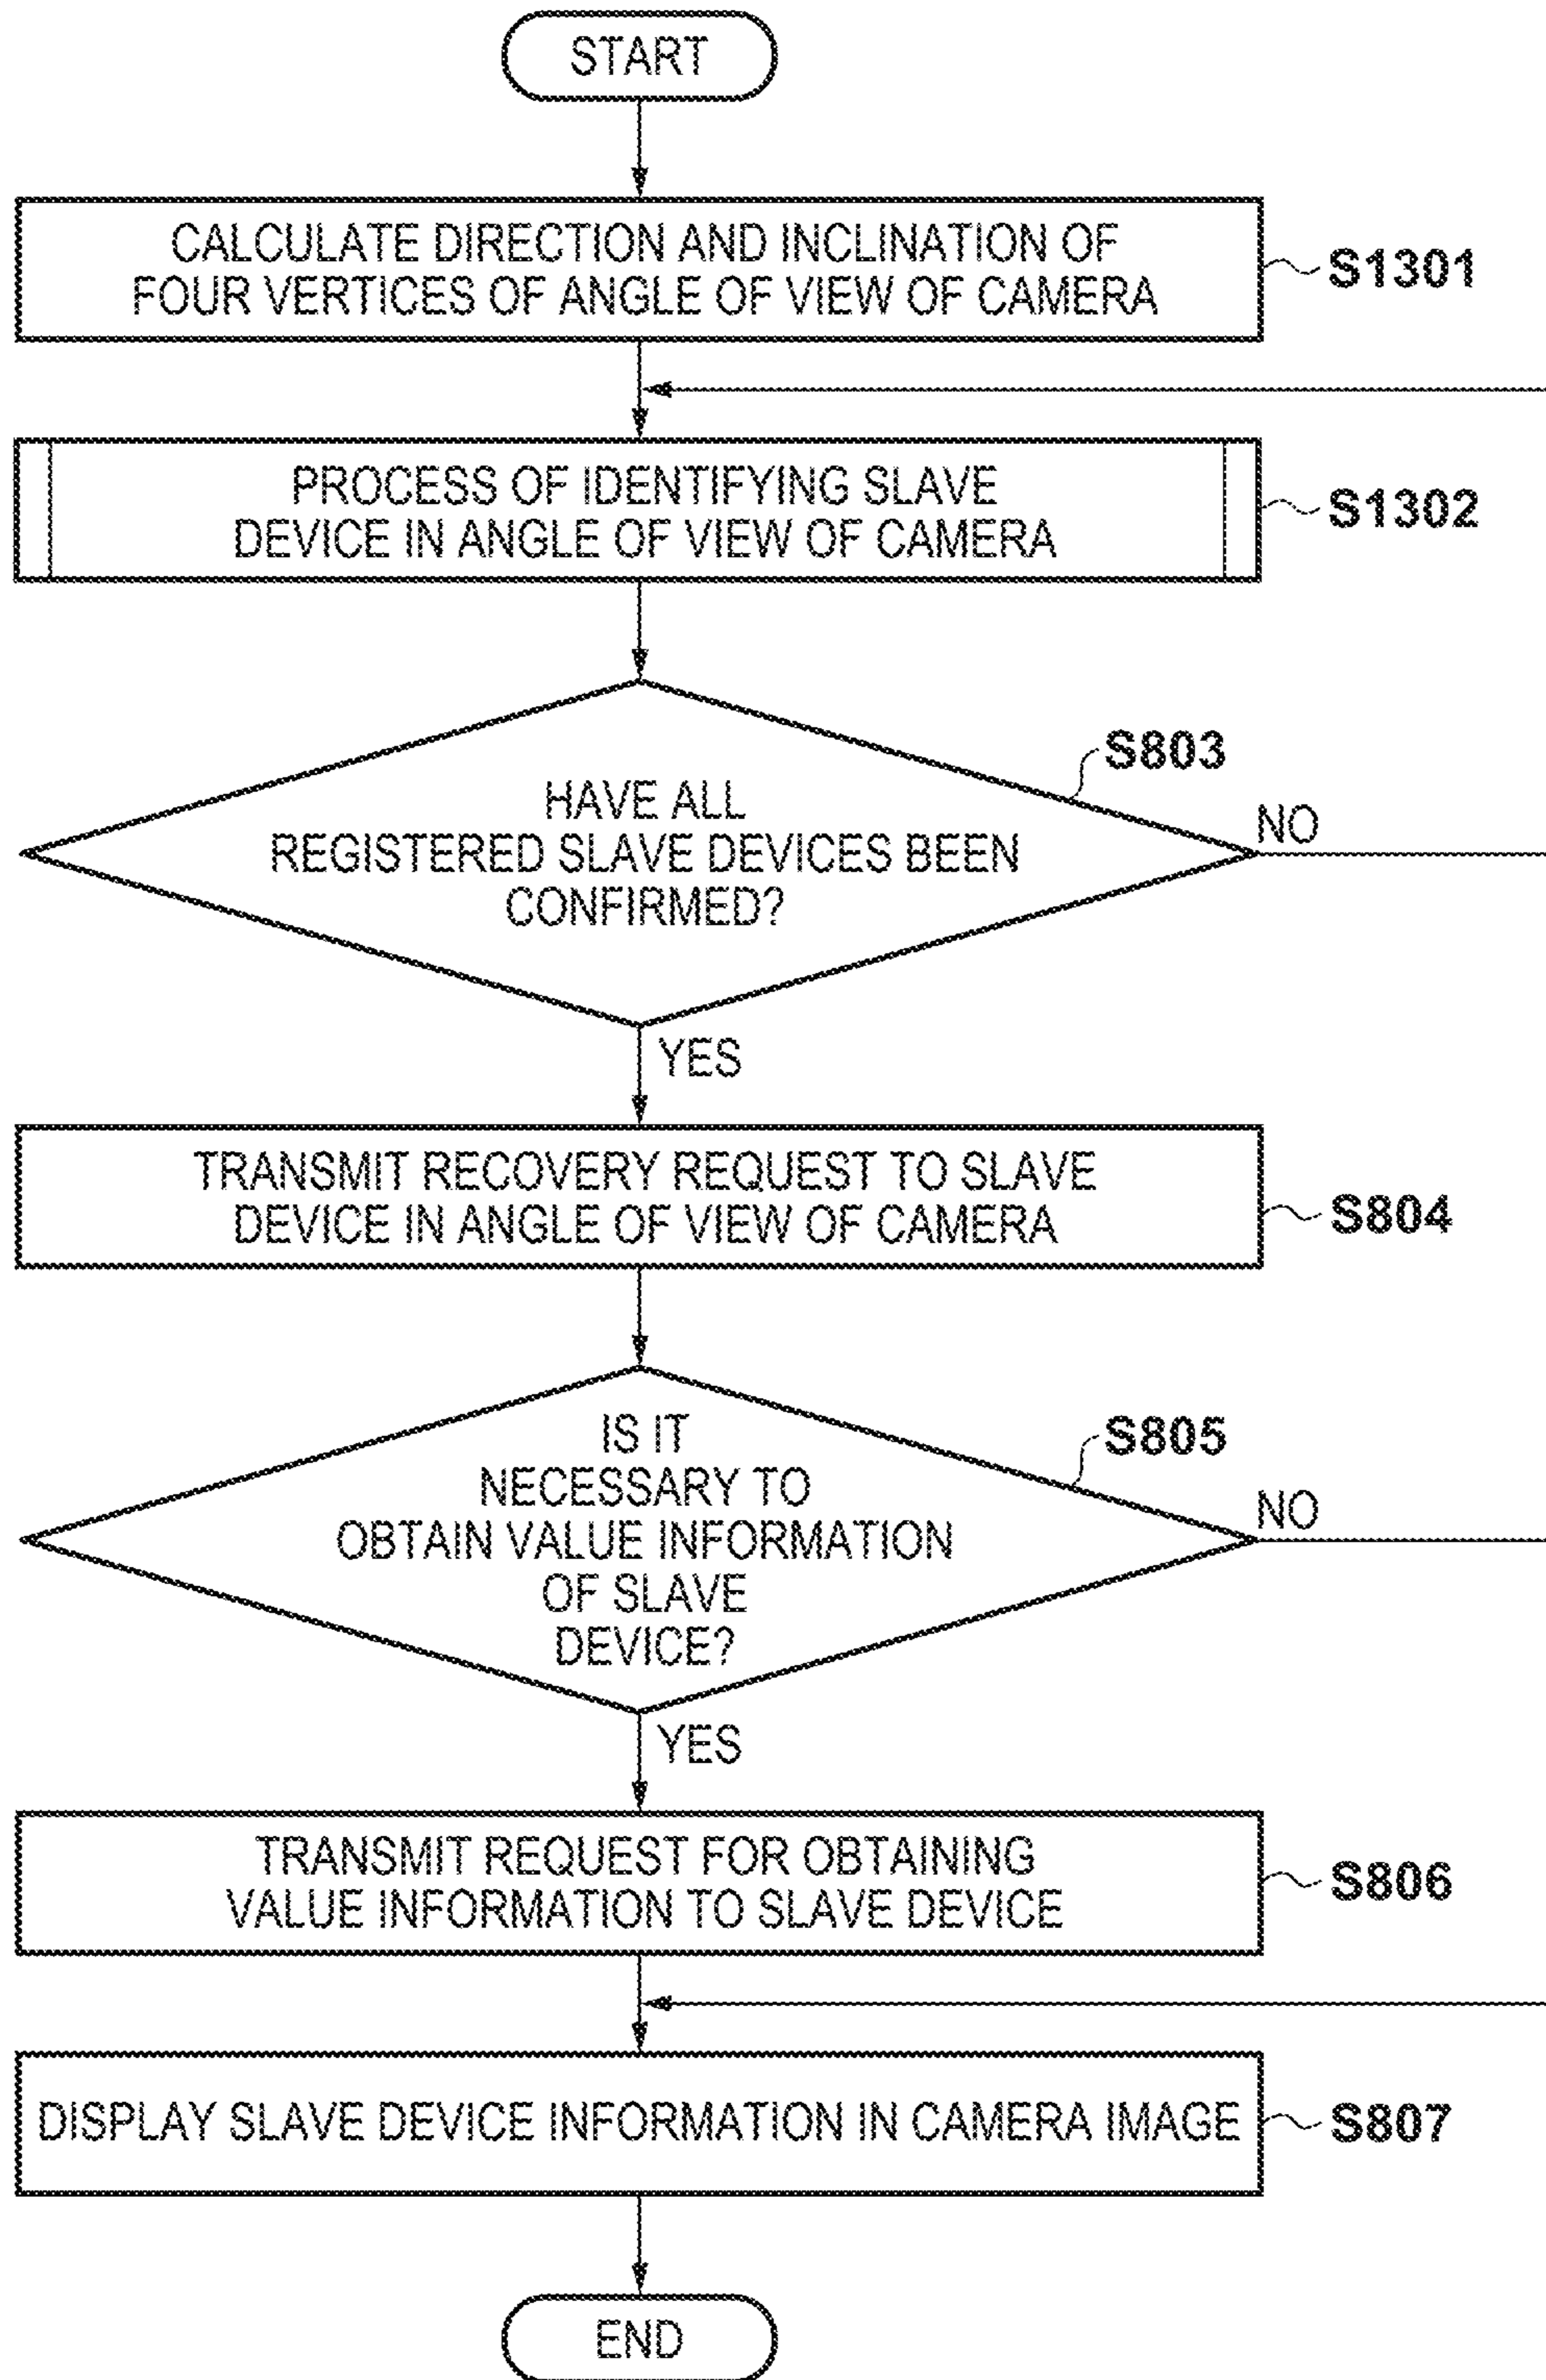 START
CALCULATE DIRECTION AND INCLINATION OF
FOUR VERTICES OF ANGLE OF VIEW OF CAMERA
S1301
PROCESS OF IDENTIFYING SLAVE
DEVICE IN ANGLE OF VIEW OF CAMERA
S1302
S803
HAVE ALL
REGISTERED SLAVE DEVICES BEEN
CONFIRMED?
NO
YES
TRANSMIT RECOVERY REQUEST TO SLAVE
DEVICE IN ANGLE OF VIEW OF CAMERA
S804
S805
IS IT
NECESSARY TO
OBTAIN VALUE INFORMATION
OF SLAVE
DEVICE?
NO
YES
TRANSMIT REQUEST FOR OBTAINING
VALUE INFORMATION TO SLAVE DEVICE
S806
DISPLAY SLAVE DEVICE INFORMATION IN CAMERA IMAGE
S807
END